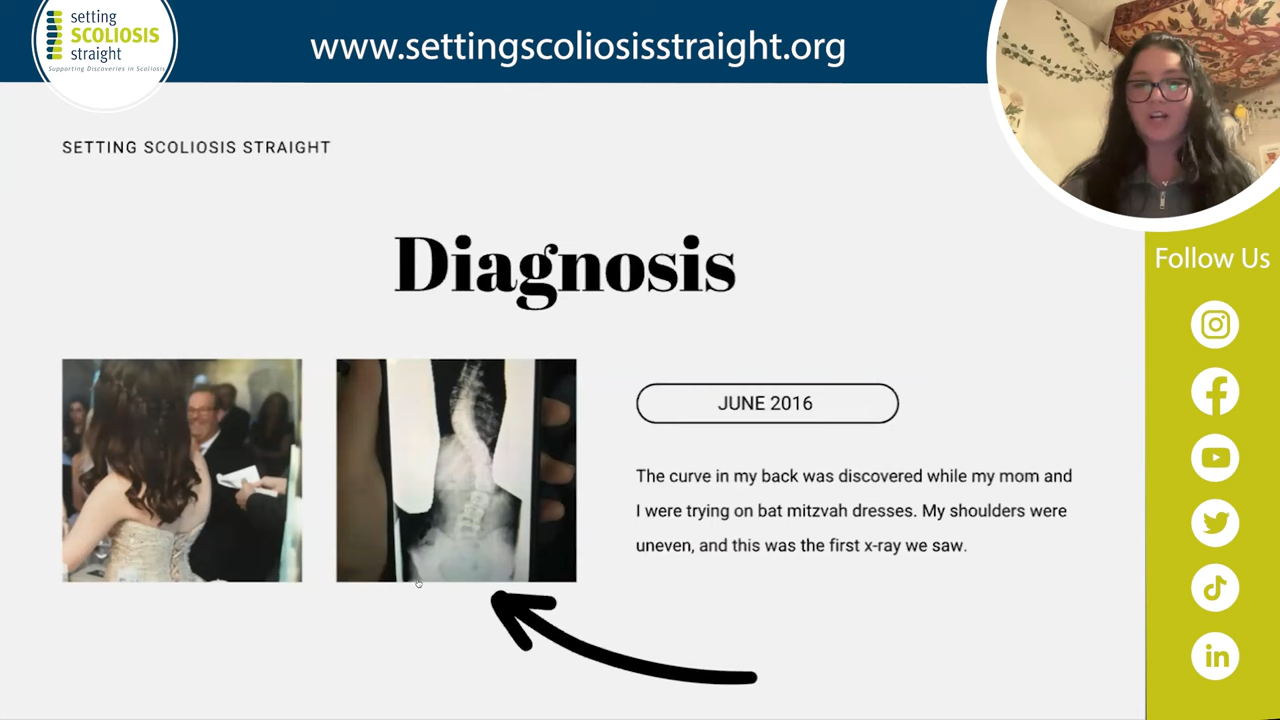 setting
SCOLIOSIS
straight
Supporting Discoveries in Scoliosis
www.settingscoliosisstraight.org
SETTING SCOLIOSIS STRAIGHT
Diagnosis
JUNE 2016
The curve in my back was discovered while my mom and
I were trying on bat mitzvah dresses. My shoulders were
uneven, and this was the first x-ray we saw.
Follow Us